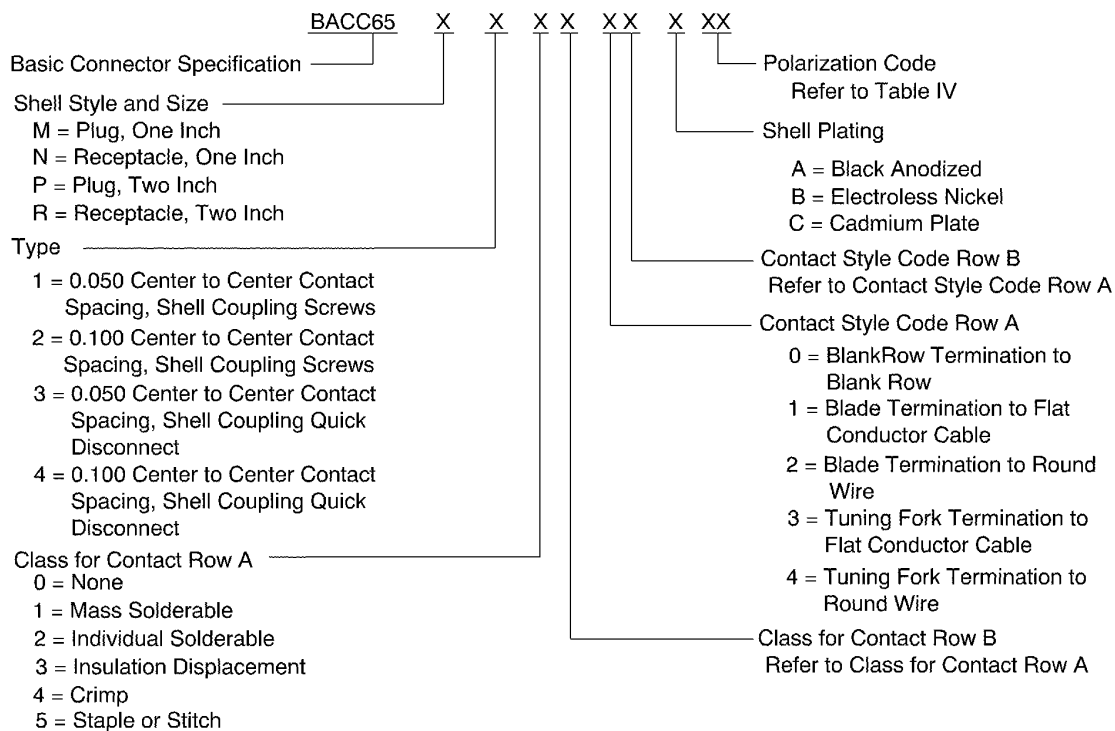 BACC65 X X X X X X X XX
Basic Connector Specification
Shell Style and Size
M = Plug, One Inch
N = Receptacle, One Inch
P = Plug, Two Inch
R = Receptacle, Two Inch
Type
1 = 0.050 Center to Center Contact
Spacing, Shell Coupling Screws
2 = 0.100 Center to Center Contact
Spacing, Shell Coupling Screws
3 = 0.050 Center to Center Contact
Spacing, Shell Coupling Quick
Disconnect
4 = 0.100 Center to Center Contact
Spacing, Shell Coupling Quick
Disconnect
Class for Contact Row A
0 = None
1 = Mass Solderable
2 = Individual Solderable
3 = Insulation Displacement
4 = Crimp
5 = Staple or Stitch
Polarization Code
Refer to Table IV
Shell Plating
A = Black Anodized
B = Electroless Nickel
C = Cadmium Plate
Contact Style Code Row B
Refer to Contact Style Code Row A
Contact Style Code Row A
0 = BlankRow Termination to
Blank Row
1 = Blade Termination to Flat
Conductor Cable
2 = Blade Termination to Round
Wire
3 = Tuning Fork Termination to
Flat Conductor Cable
4 = Tuning Fork Termination to
Round Wire
Class for Contact Row B
Refer to Class for Contact Row A